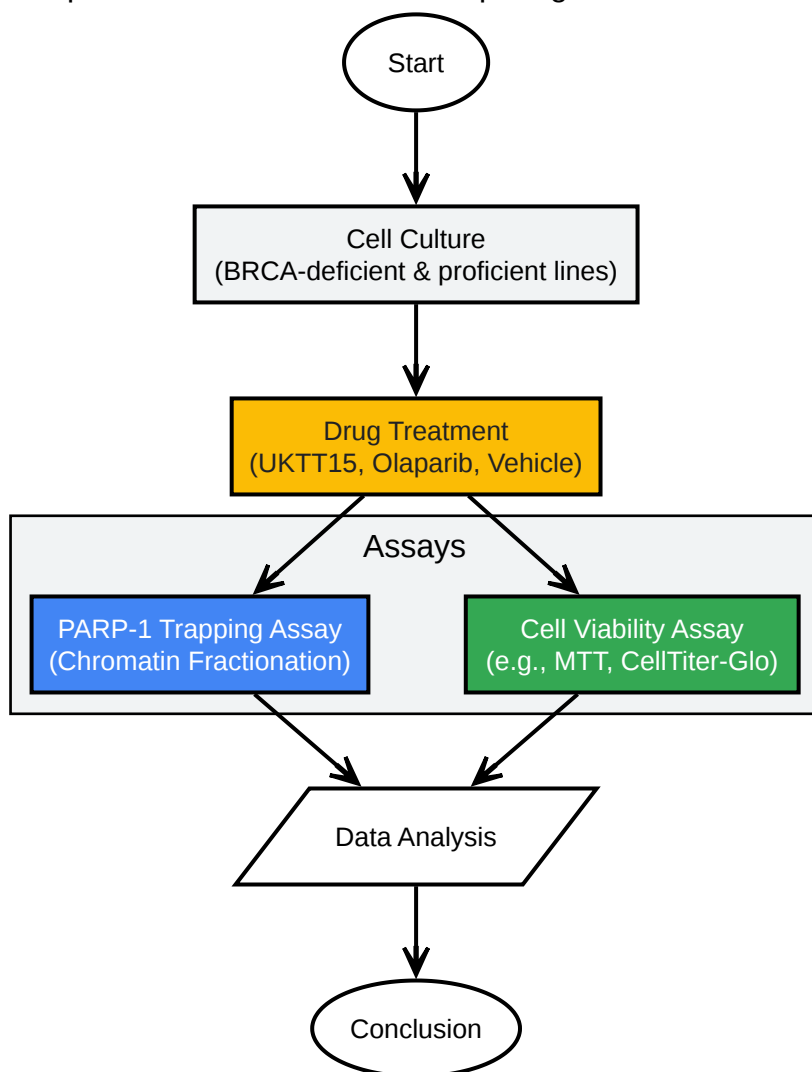 Start
Cell Culture
(BRCA-deficient & proficient lines)
Drug Treatment
(UKTT15, Olaparib, Vehicle)
Assays
PARP-1 Trapping Assay
(Chromatin Fractionation)
Cell Viability Assay
(e.g., MTT, CellTiter-Glo)
Data Analysis
Conclusion